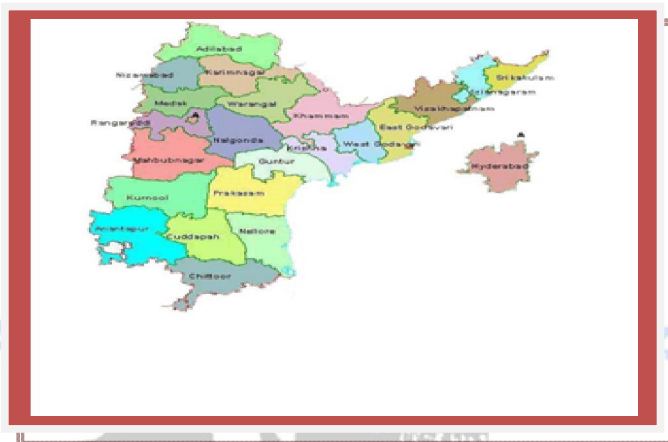 Adilabad
Nizamabad
Karimnagar
Srikakulam
Vizianagaram
Medak
Warangal
Visakhapatnam
Khammam
A
Rangareddi
East Godavari
A
Nalgonda
Krishna
West Godavari
Mahbubnagar
Guntur
Hyderabad
Prakasam
Kurnool
Anantapur
Nellore
Cuddapah
Chittoor